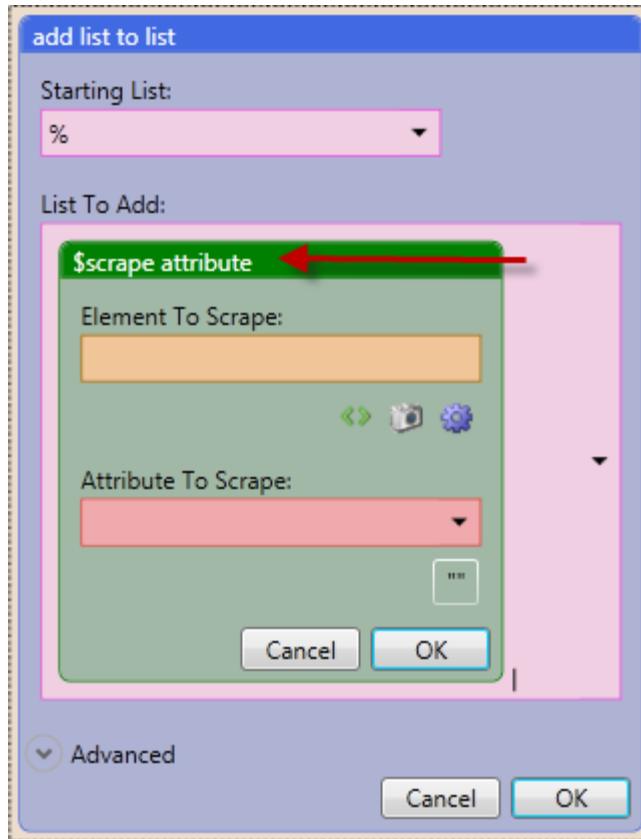 add list to list
Starting List:
%
List To Add:
$scrape attribute
Element To Scrape:
Attribute To Scrape:
""
Cancel OK
Advanced
Cancel OK